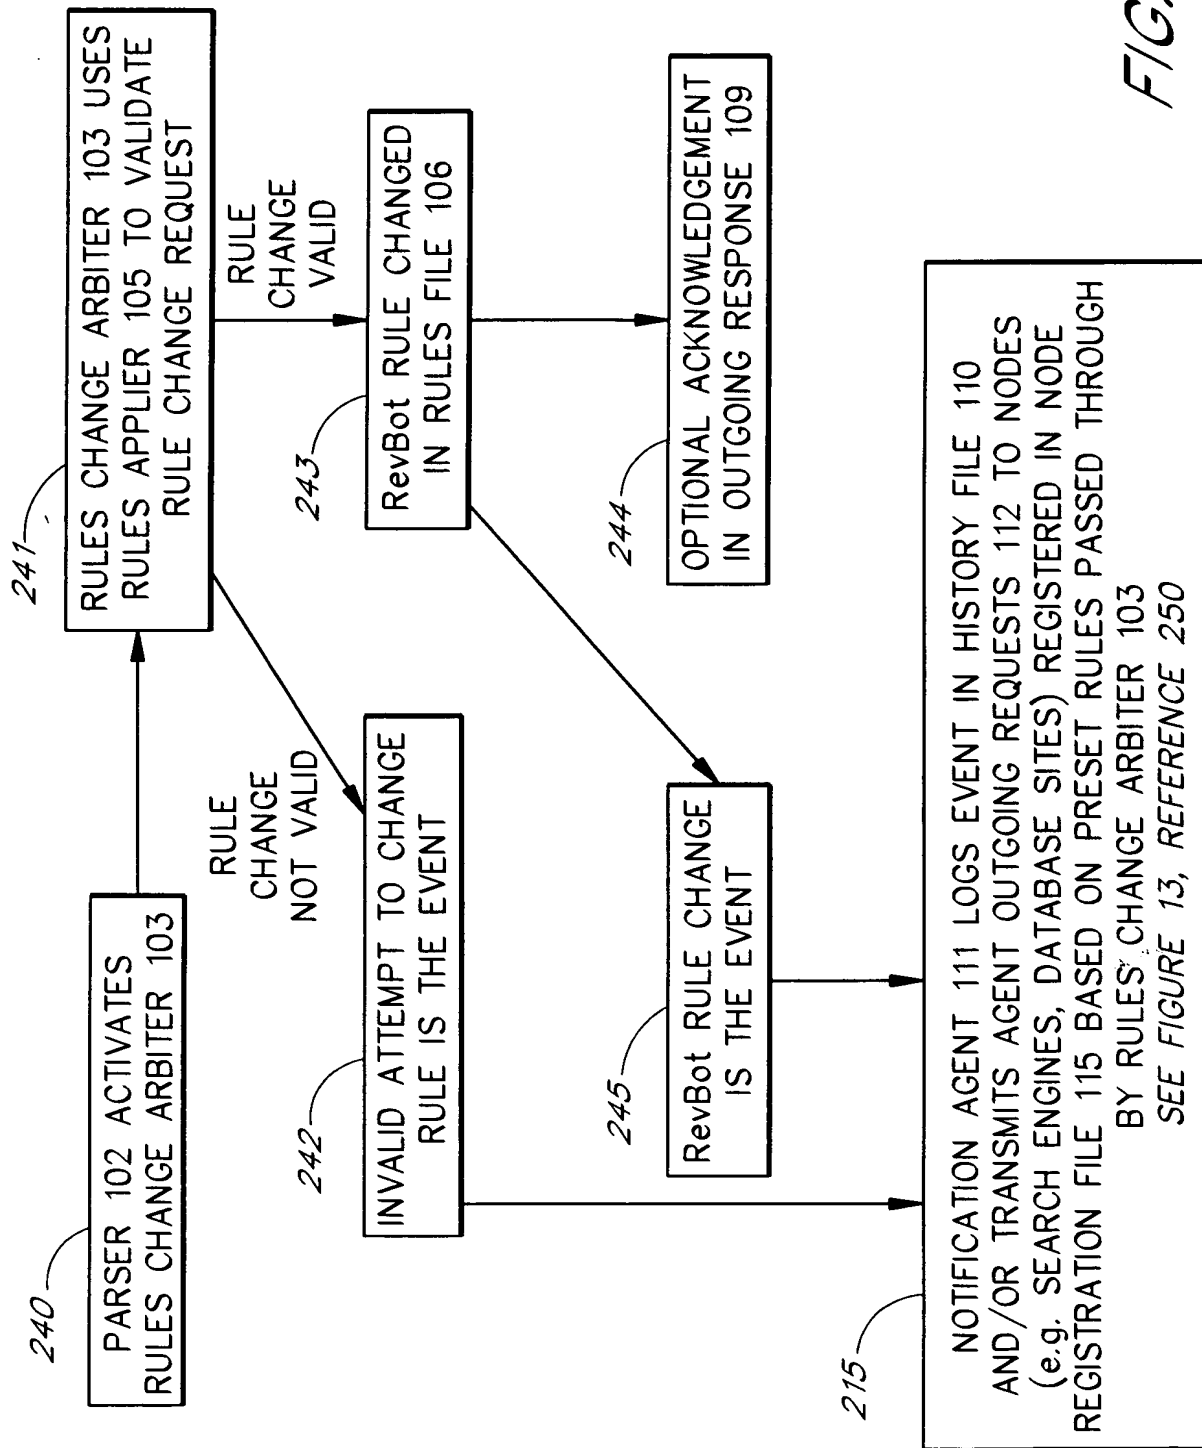 240
PARSER 102 ACTIVATES
RULES CHANGE ARBITER 103
241
RULES CHANGE ARBITER 103 USES
RULES APPLIER 105 TO VALIDATE
RULE CHANGE REQUEST
RULE
CHANGE
NOT VALID
RULE
CHANGE
VALID
242
INVALID ATTEMPT TO CHANGE
RULE IS THE EVENT
243
RevBot RULE CHANGED
IN RULES FILE 106
245
RevBot RULE CHANGE
IS THE EVENT
244
OPTIONAL ACKNOWLEDGEMENT
IN OUTGOING RESPONSE 109
215
NOTIFICATION AGENT 111 LOGS EVENT IN HISTORY FILE 110
AND/OR TRANSMITS AGENT OUTGOING REQUESTS 112 TO NODES
(e.g. SEARCH ENGINES, DATABASE SITES) REGISTERED IN NODE
REGISTRATION FILE 115 BASED ON PRESET RULES PASSED THROUGH
BY RULES CHANGE ARBITER 103
SEE FIGURE 13, REFERENCE 250
FIG.